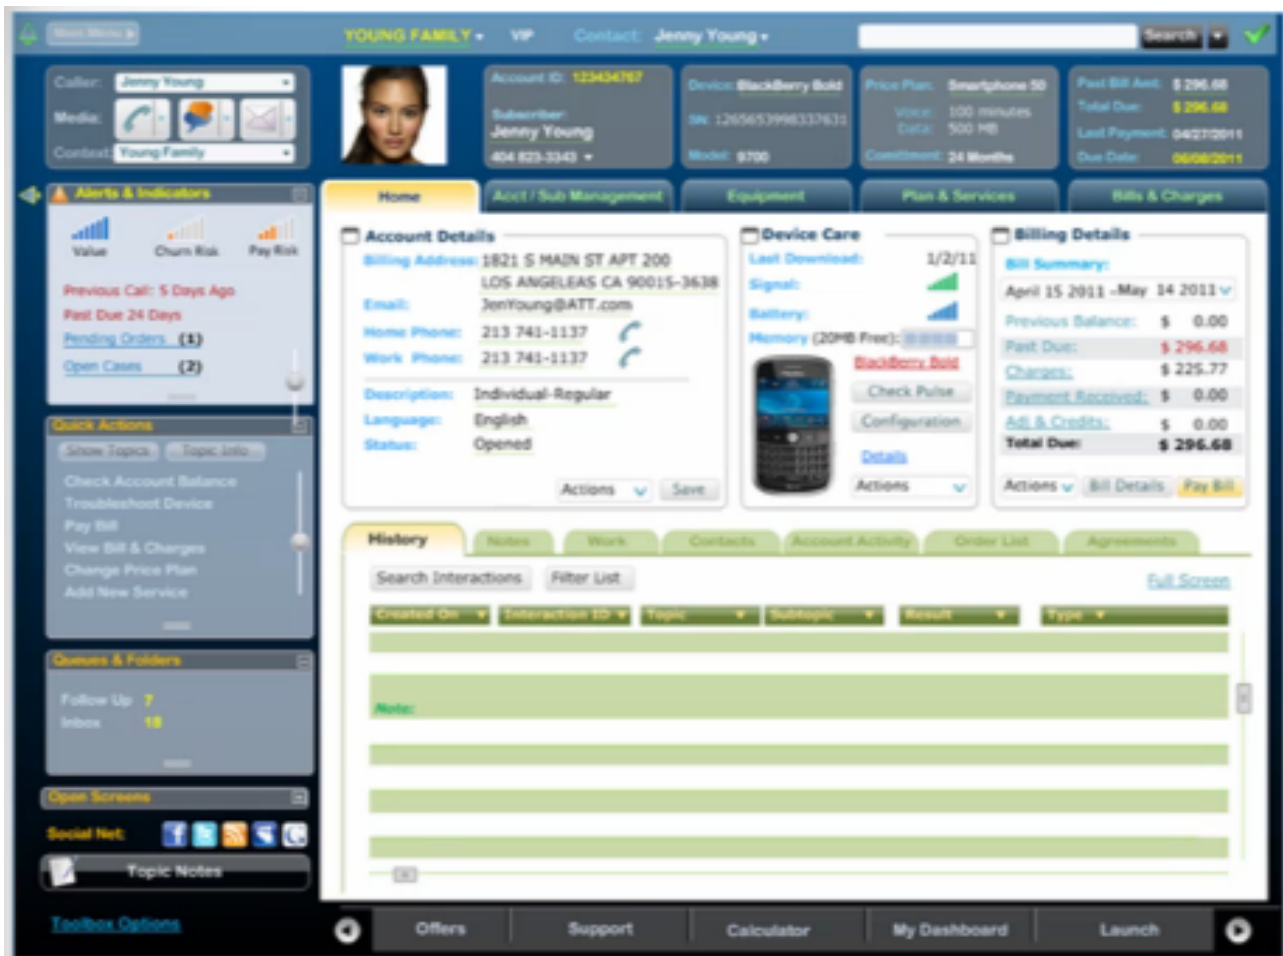 Main Menu
YOUNG FAMILY VIP Contact: Jenny Young Search
Caller: Jenny Young
Media:
Context: Young Family
Account ID: 123434767
Subscriber:
Jenny Young
404 823-3343
Device: BlackBerry Bold
SN: 1265653998337631
Model: 9700
Price Plan: Smartphone 50
Voice: 100 minutes
Data: 500 MB
Comittment: 24 Months
Past Bill Amt: $ 296.68
Total Due: $ 296.68
Last Payment: 04/27/2011
Due Date: 06/08/2011
Alerts & Indicators
Value Churn Risk Pay Risk
Previous Call: 5 Days Ago
Past Due 24 Days
Pending Orders (1)
Open Cases (2)
Quick Actions
Show Topics Topic Info
Check Account Balance
Troubleshoot Device
Pay Bill
View Bill & Charges
Change Price Plan
Add New Service
Queues & Folders
Follow Up 7
Inbox 18
Open Screens
Social Net:
Topic Notes
Toolbox Options
Home Acct / Sub Management Equipment Plan & Services Bills & Charges
Account Details
Billing Address: 1821 S MAIN ST APT 200
LOS ANGELEAS CA 90015-3638
Email: JenYoung@ATT.com
Home Phone: 213 741-1137
Work Phone: 213 741-1137
Description: Individual-Regular
Language: English
Status: Opened
Actions Save
Device Care
Last Download: 1/2/11
Signal:
Battery:
Memory (20MB Free):
BlackBerry Bold
Check Pulse
Configuration
Details
Actions
Billing Details
Bill Summary:
April 15 2011 -May 14 2011
Previous Balance: $ 0.00
Past Due: $ 296.68
Charges: $ 225.77
Payment Received: $ 0.00
Adj & Credits: $ 0.00
Total Due: $ 296.68
Actions Bill Details Pay Bill
History Notes Work Contacts Account Activity Order List Agreements
Search Interactions Filter List Full Screen
Created On Interaction ID Topic Subtopic Result Type
Note:
Offers Support Calculator My Dashboard Launch